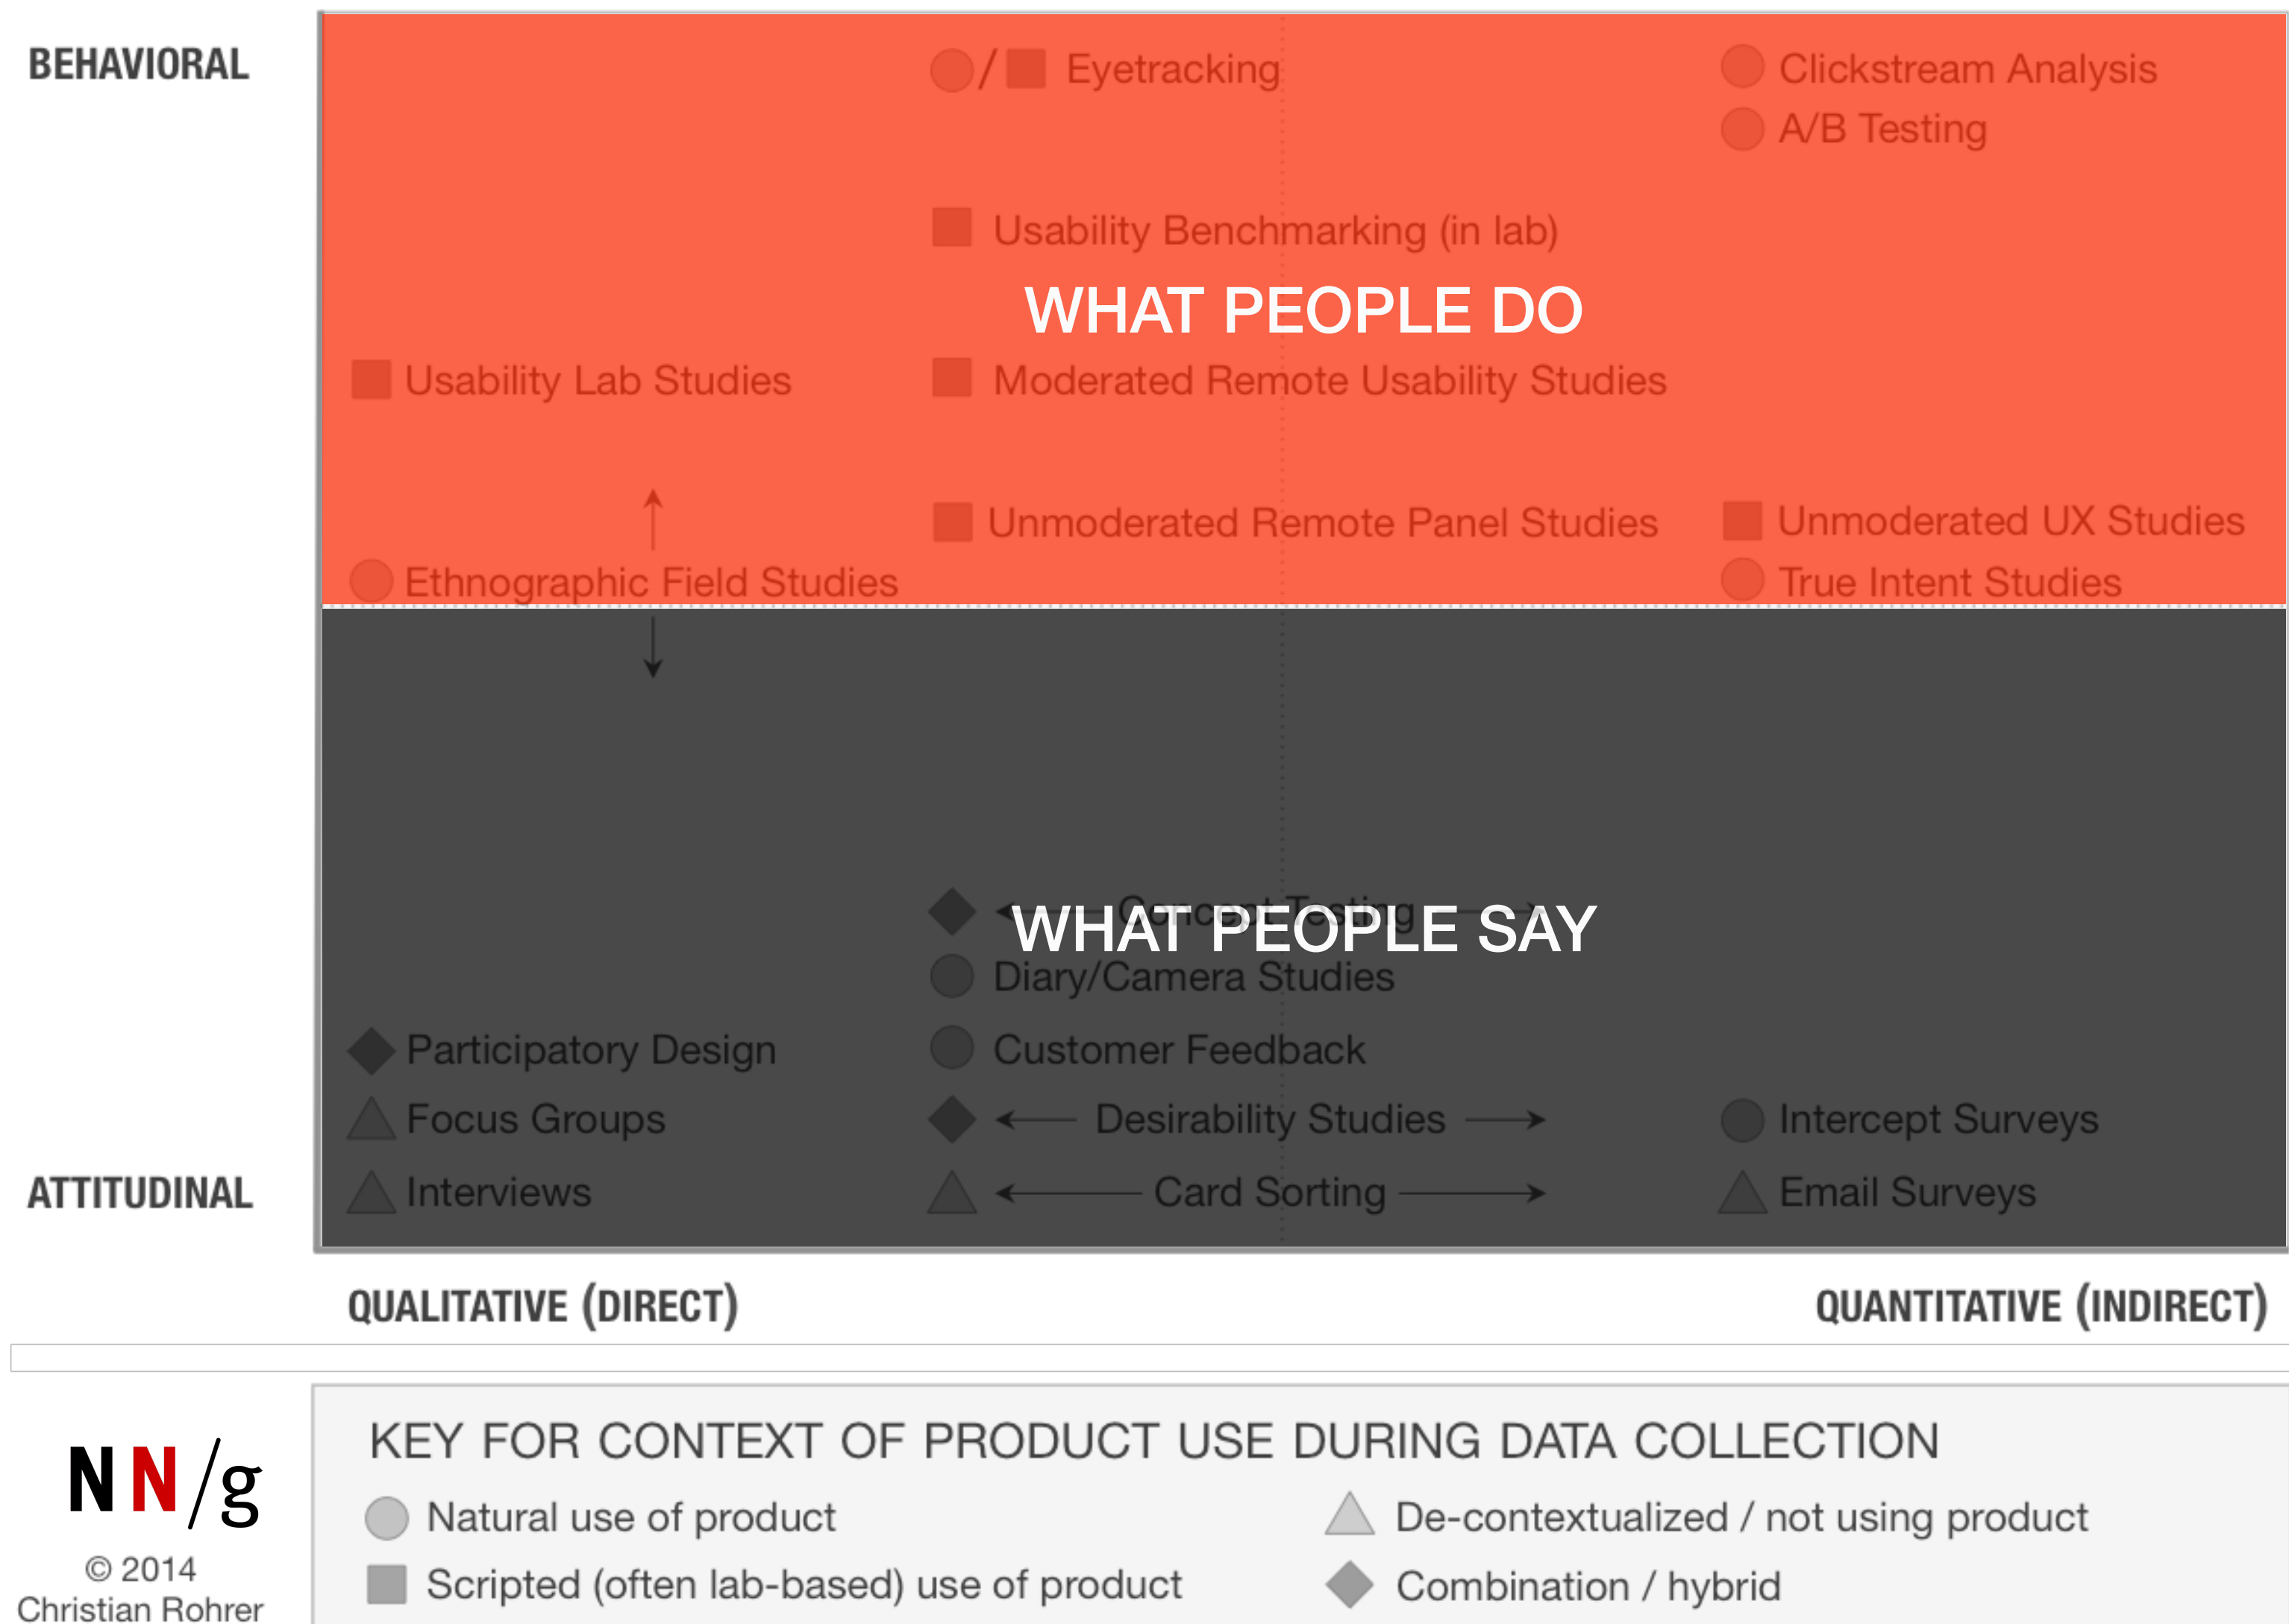 BEHAVIORAL
/ Eyetracking
Clickstream Analysis
A/B Testing
Usability Benchmarking (in lab)
WHAT PEOPLE DO
Usability Lab Studies
Moderated Remote Usability Studies
Unmoderated Remote Panel Studies
Unmoderated UX Studies
Ethnographic Field Studies
True Intent Studies
Concept Testing
WHAT PEOPLE SAY
Diary/Camera Studies
Participatory Design
Customer Feedback
Focus Groups
Desirability Studies
Intercept Surveys
ATTITUDINAL
Interviews
Card Sorting
Email Surveys
QUALITATIVE (DIRECT)
QUANTITATIVE (INDIRECT)
NN/g
© 2014
Christian Rohrer
KEY FOR CONTEXT OF PRODUCT USE DURING DATA COLLECTION
Natural use of product
De-contextualized / not using product
Scripted (often lab-based) use of product
Combination / hybrid